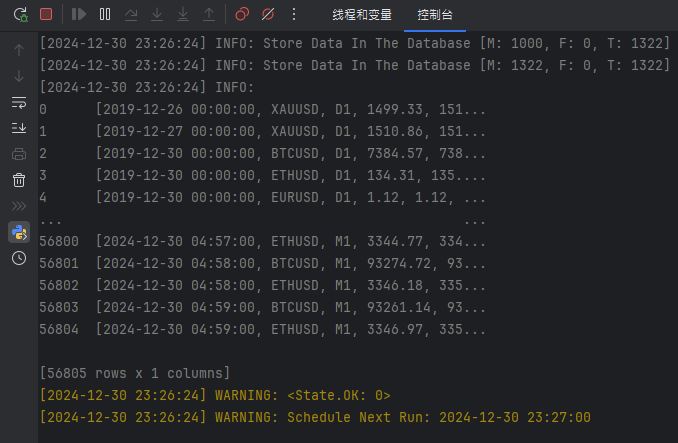 线程和变量 控制台
[2024-12-30 23:26:24] INFO: Store Data In The Database [M: 1000, F: 0, T: 1322]
[2024-12-30 23:26:24] INFO: Store Data In The Database [M: 1322, F: 0, T: 1322]
[2024-12-30 23:26:24] INFO:
0 [2019-12-26 00:00:00, XAUUSD, D1, 1499.33, 151...
1 [2019-12-27 00:00:00, XAUUSD, D1, 1510.86, 151...
2 [2019-12-30 00:00:00, BTCUSD, D1, 7384.57, 738...
3 [2019-12-30 00:00:00, ETHUSD, D1, 134.31, 135....
4 [2019-12-30 00:00:00, EURUSD, D1, 1.12, 1.12, ...
... ...
56800 [2024-12-30 04:57:00, ETHUSD, M1, 3344.77, 334...
56801 [2024-12-30 04:58:00, BTCUSD, M1, 93274.72, 93...
56802 [2024-12-30 04:58:00, ETHUSD, M1, 3346.18, 335...
56803 [2024-12-30 04:59:00, BTCUSD, M1, 93261.14, 93...
56804 [2024-12-30 04:59:00, ETHUSD, M1, 3346.97, 335...
[56805 rows x 1 columns]
[2024-12-30 23:26:24] WARNING: <State.OK: 0>
[2024-12-30 23:26:24] WARNING: Schedule Next Run: 2024-12-30 23:27:00